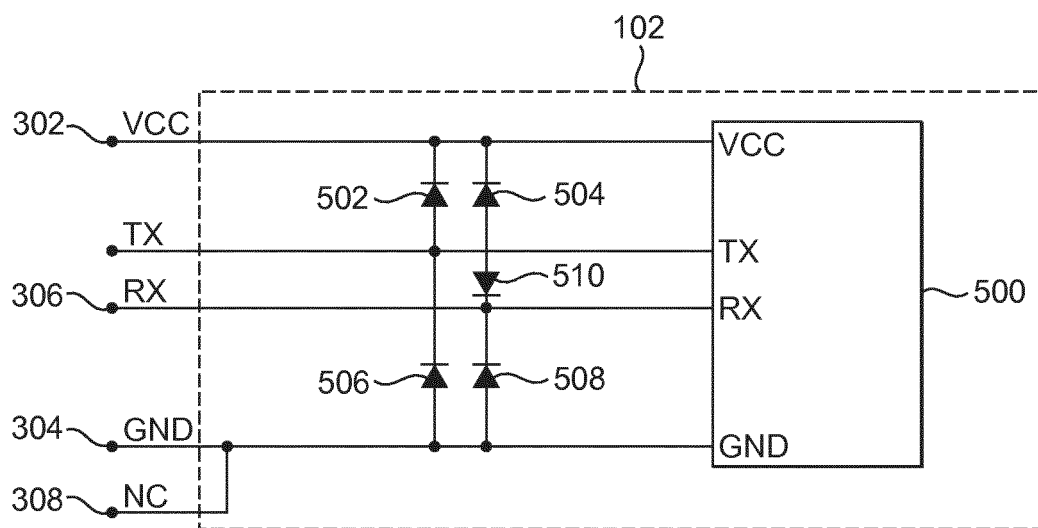 102
302 VCC VCC
502 504
TX TX
510
306 RX RX 500
506 508
304 GND GND
308 NC